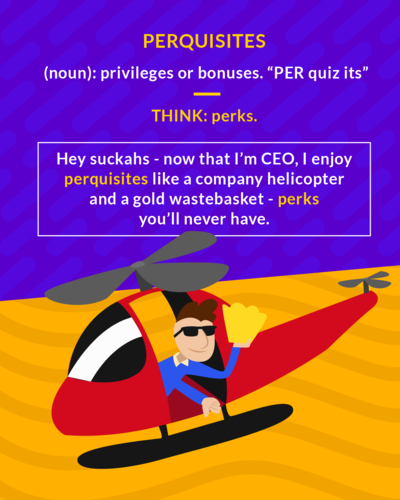 PERQUISITES
(noun): privileges or bonuses. “PER quiz its”
THINK: perks.
Hey suckahs - now that I’m CEO, I enjoy
perquisites like a company helicopter
and a gold wastebasket - perks
you’ll never have.